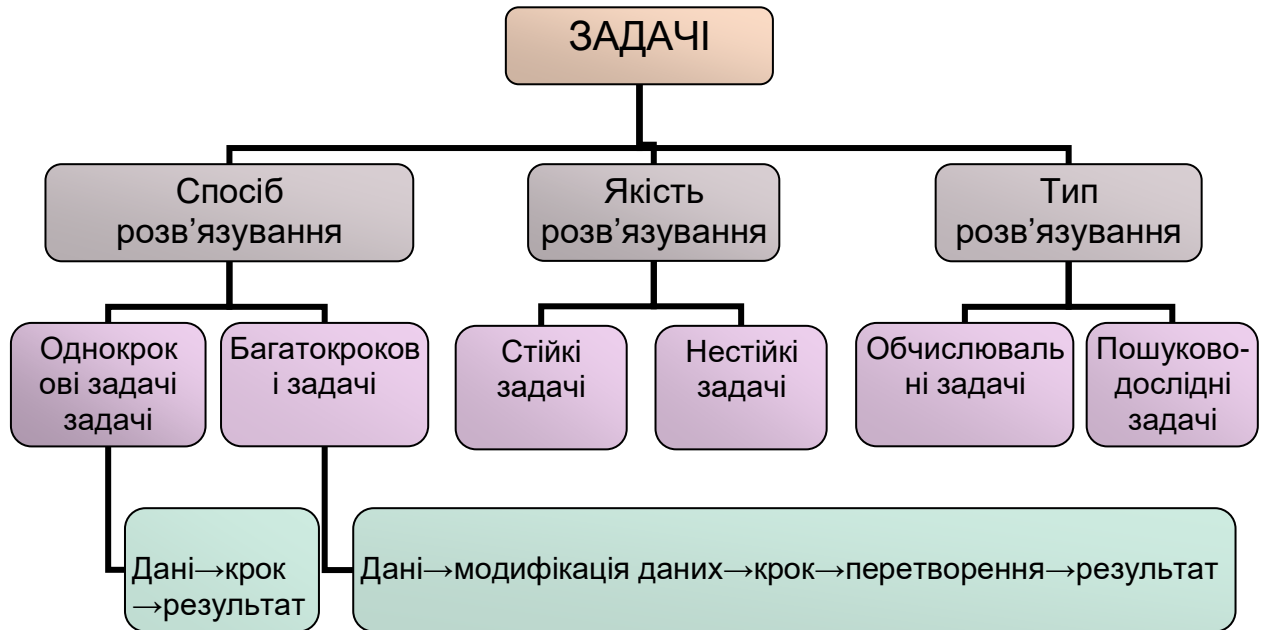 ЗАДАЧІ
Спосіб
розв’язування
Якість
розв’язування
Тип
розв’язування
Однокрок
ові задачі
задачі
Багатокроков
і задачі
Стійкі
задачі
Нестійкі
задачі
Обчислюваль
ні задачі
Пошуково-
дослідні
задачі
Дані→крок
→результат
Дані→модифікація даних→крок→перетворення→результат